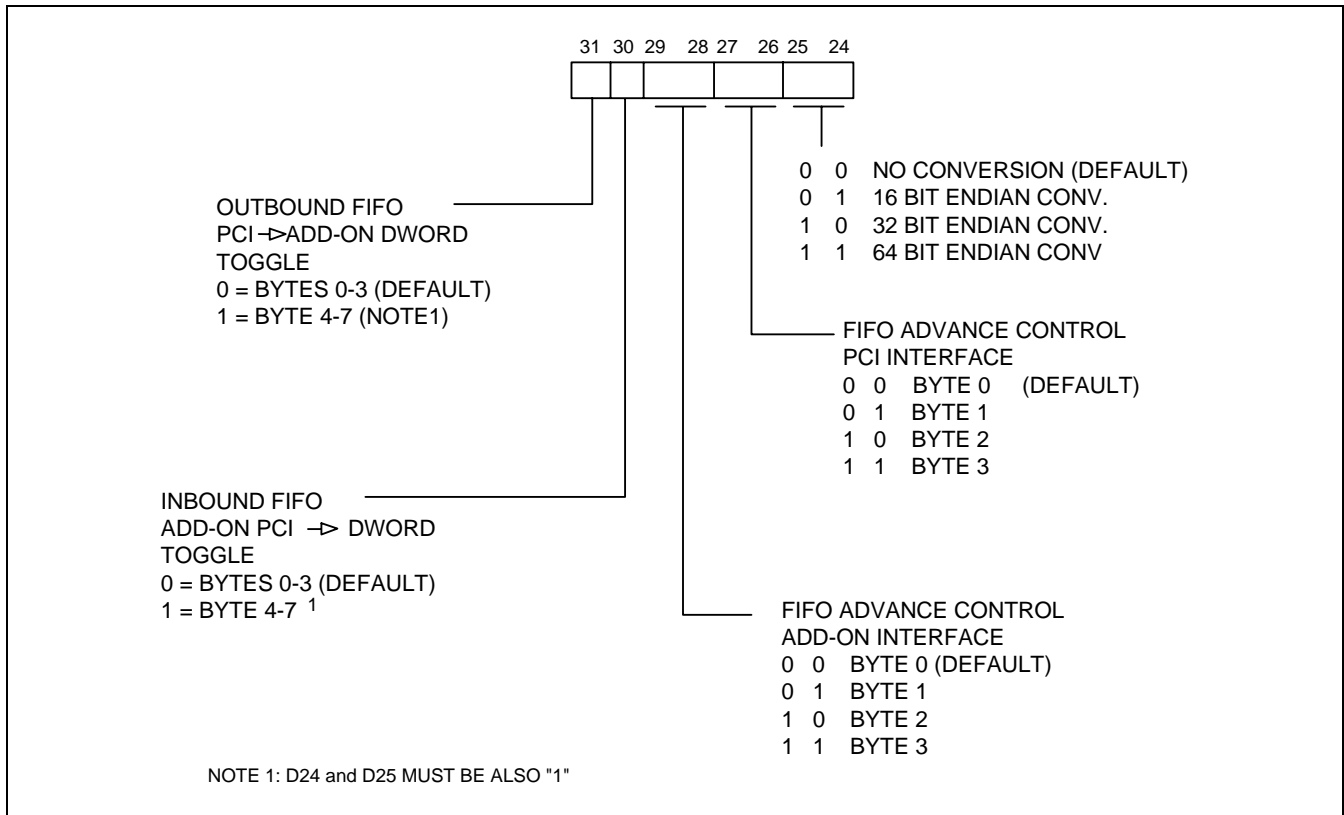 31 30 29 28 27 26 25 24
0 0 NO CONVERSION (DEFAULT)
0 1 16 BIT ENDIAN CONV.
1 0 32 BIT ENDIAN CONV.
1 1 64 BIT ENDIAN CONV
OUTBOUND FIFO
PCI → ADD-ON DWORD
TOGGLE
0 = BYTES 0-3 (DEFAULT)
1 = BYTE 4-7 (NOTE1)
FIFO ADVANCE CONTROL
PCI INTERFACE
0 0 BYTE 0 (DEFAULT)
0 1 BYTE 1
1 0 BYTE 2
1 1 BYTE 3
INBOUND FIFO
ADD-ON PCI → DWORD
TOGGLE
0 = BYTES 0-3 (DEFAULT)
1 = BYTE 4-7 1
FIFO ADVANCE CONTROL
ADD-ON INTERFACE
0 0 BYTE 0 (DEFAULT)
0 1 BYTE 1
1 0 BYTE 2
1 1 BYTE 3
NOTE 1: D24 and D25 MUST BE ALSO "1"